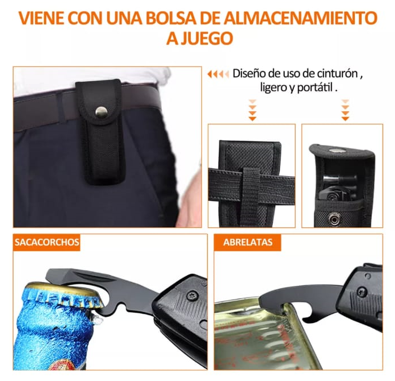 VIENE CON UNA BOLSA DE ALMACENAMIENTO
A JUEGO
Diseño de uso de cinturón ,
ligero y portátil .
SACACORCHOS
ABRELATAS